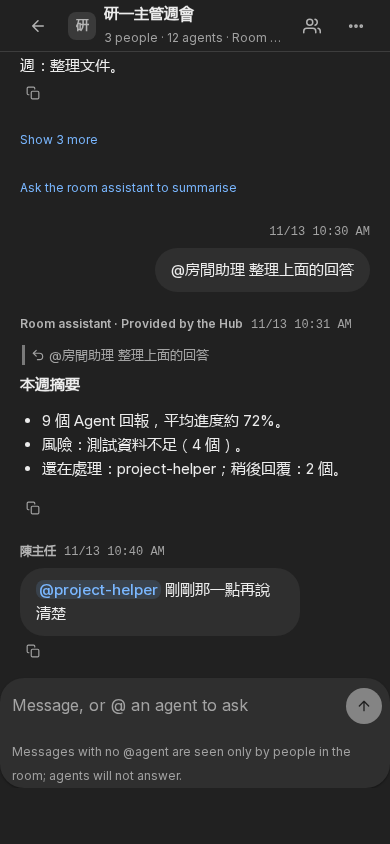 研
研一主管週會
3 people · 12 agents · Room …
週：整理文件。
Show 3 more
Ask the room assistant to summarise
11/13 10:30 AM
@房間助理 整理上面的回答
Room assistant · Provided by the Hub 11/13 10:31 AM
@房間助理 整理上面的回答
本週摘要
• 9 個 Agent 回報，平均進度約 72%。
• 風險：測試資料不足（4 個）。
• 還在處理：project-helper；稍後回覆：2 個。
陳主任 11/13 10:40 AM
@project-helper 剛剛那一點再說
清楚
Message, or @ an agent to ask
Messages with no @agent are seen only by people in the
room; agents will not answer.